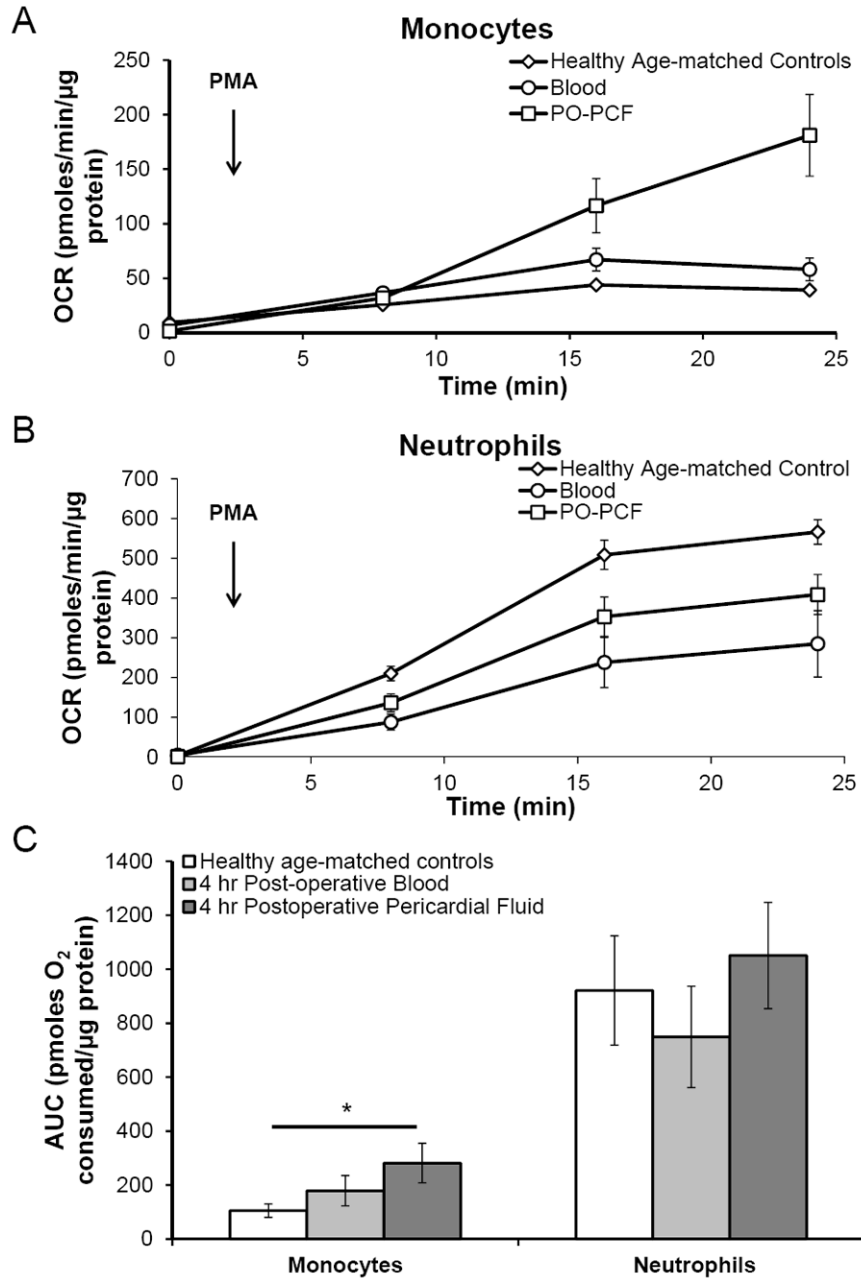 A
Monocytes
Healthy Age-matched Controls
Blood
PO-PCF
PMA
OCR (pmoles/min/µg
protein)
250
200
150
100
50
0
0 5 10 15 20 25
Time (min)
B
Neutrophils
Healthy Age-matched Control
Blood
PO-PCF
PMA
OCR (pmoles/min/µg
protein)
700
600
500
400
300
200
100
0
0 5 10 15 20 25
Time (min)
C
Healthy age-matched controls
4 hr Post-operative Blood
4 hr Postoperative Pericardial Fluid
AUC (pmoles O₂
consumed/µg protein)
1400
1200
1000
800
600
400
200
0
*
Monocytes Neutrophils